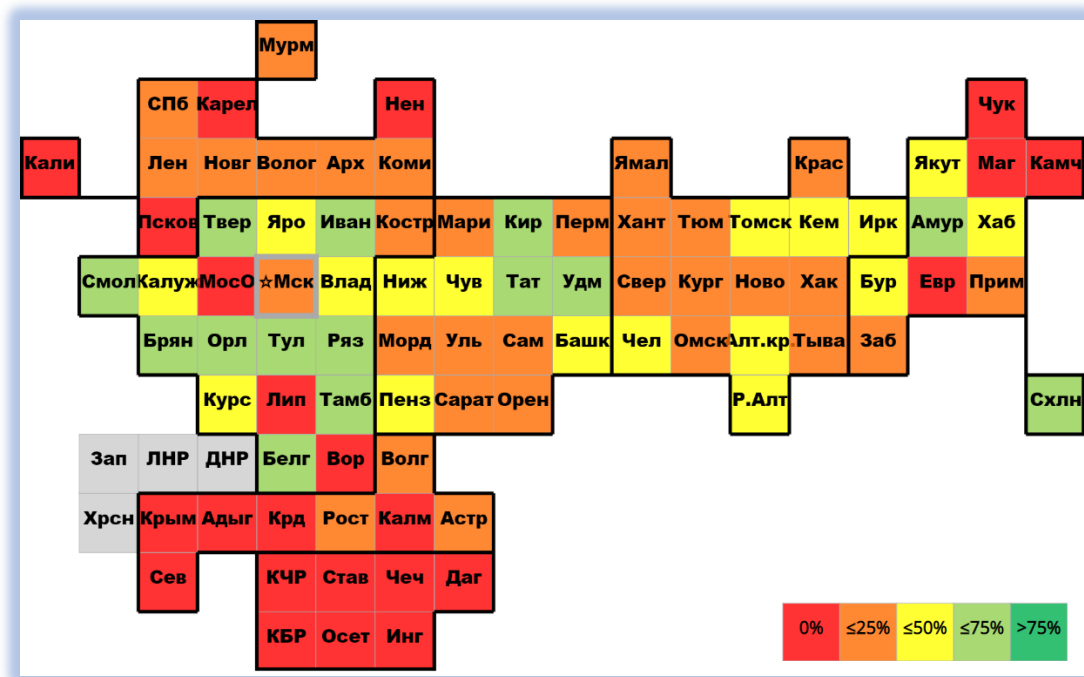 Мурм
СПб Карел Нен Чук
Кали Лен Новг Волог Арх Коми Ямал Крас Якут Маг Камч
Псков Твер Яро Иван Костр Мари Кир Перм Хант Тюм Томск Кем Ирк Амур Хаб
Смол Калуж МосО ☆Мск Влад Ниж Чув Тат Удм Свер Кург Ново Хак Бур Евр Прим
Брян Орл Тул Ряз Морд Уль Сам Башк Чел Омск Алт.кр. Тыва Заб
Курс Лип Тамб Пенз Сарат Орен Р.Алт Схлн
Зап ЛНР ДНР Белг Вор Волг
Хрсн Крым Адыг Крд Рост Калм Астр
Сев КЧР Став Чеч Даг
КБР Осет Инг
0% ≤25% ≤50% ≤75% >75%